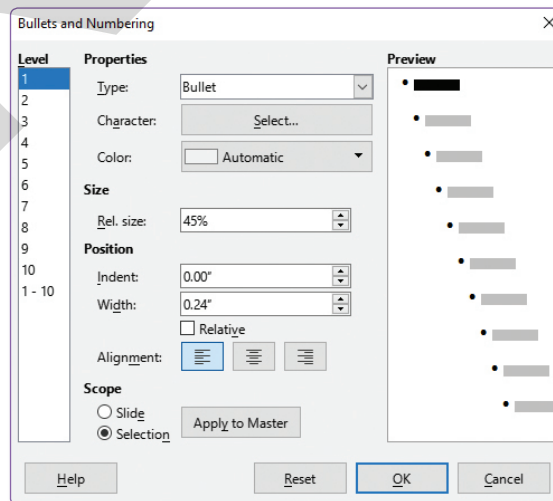 Bullets and Numbering
Level
1
2
3
4
5
6
7
8
9
10
1 - 10
Properties
Type: Bullet
Character: Select...
Color: Automatic
Size
Rel. size: 45%
Position
Indent: 0.00"
Width: 0.24"
Relative
Alignment:
Scope
Slide
Selection
Apply to Master
Preview
Help Reset OK Cancel